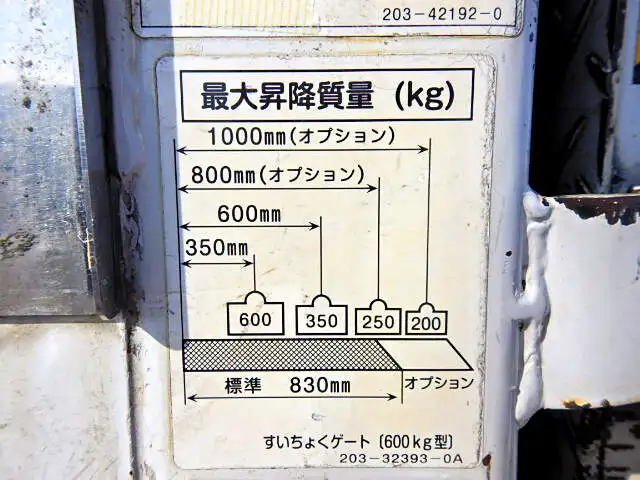 203-42192-0
最大昇降質量 (kg)
1000mm(オプション)
800mm(オプション)
600mm
350mm
600 350 250 200
標準 830mm オプション
すいちょくゲート〔600kg型〕
203-32393-0A